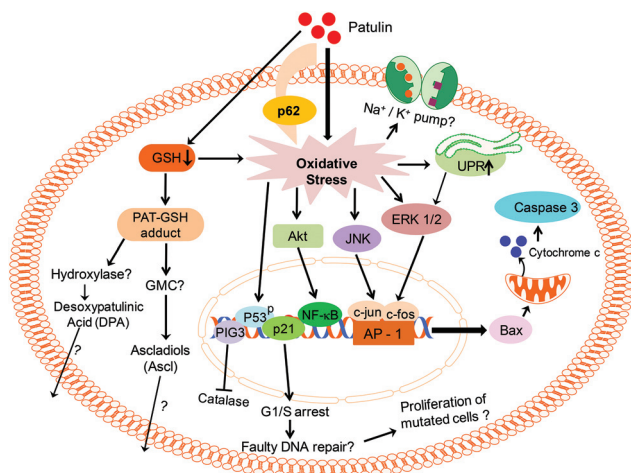 Patulin
p62
Na+ / K+ pump?
GSH
Oxidative
Stress
UPR
Caspase 3
PAT-GSH
adduct
Akt
JNK
ERK 1/2
Cytochrome c
Hydroxylase?
GMC?
Desoxypatulinic
Acid (DPA)
P53
p
NF-κB
c-jun
c-fos
PIG3
p21
AP - 1
Bax
?
Ascladiols
(Ascl)
Catalase
G1/S arrest
Proliferation of
mutated cells ?
?
Faulty DNA repair?